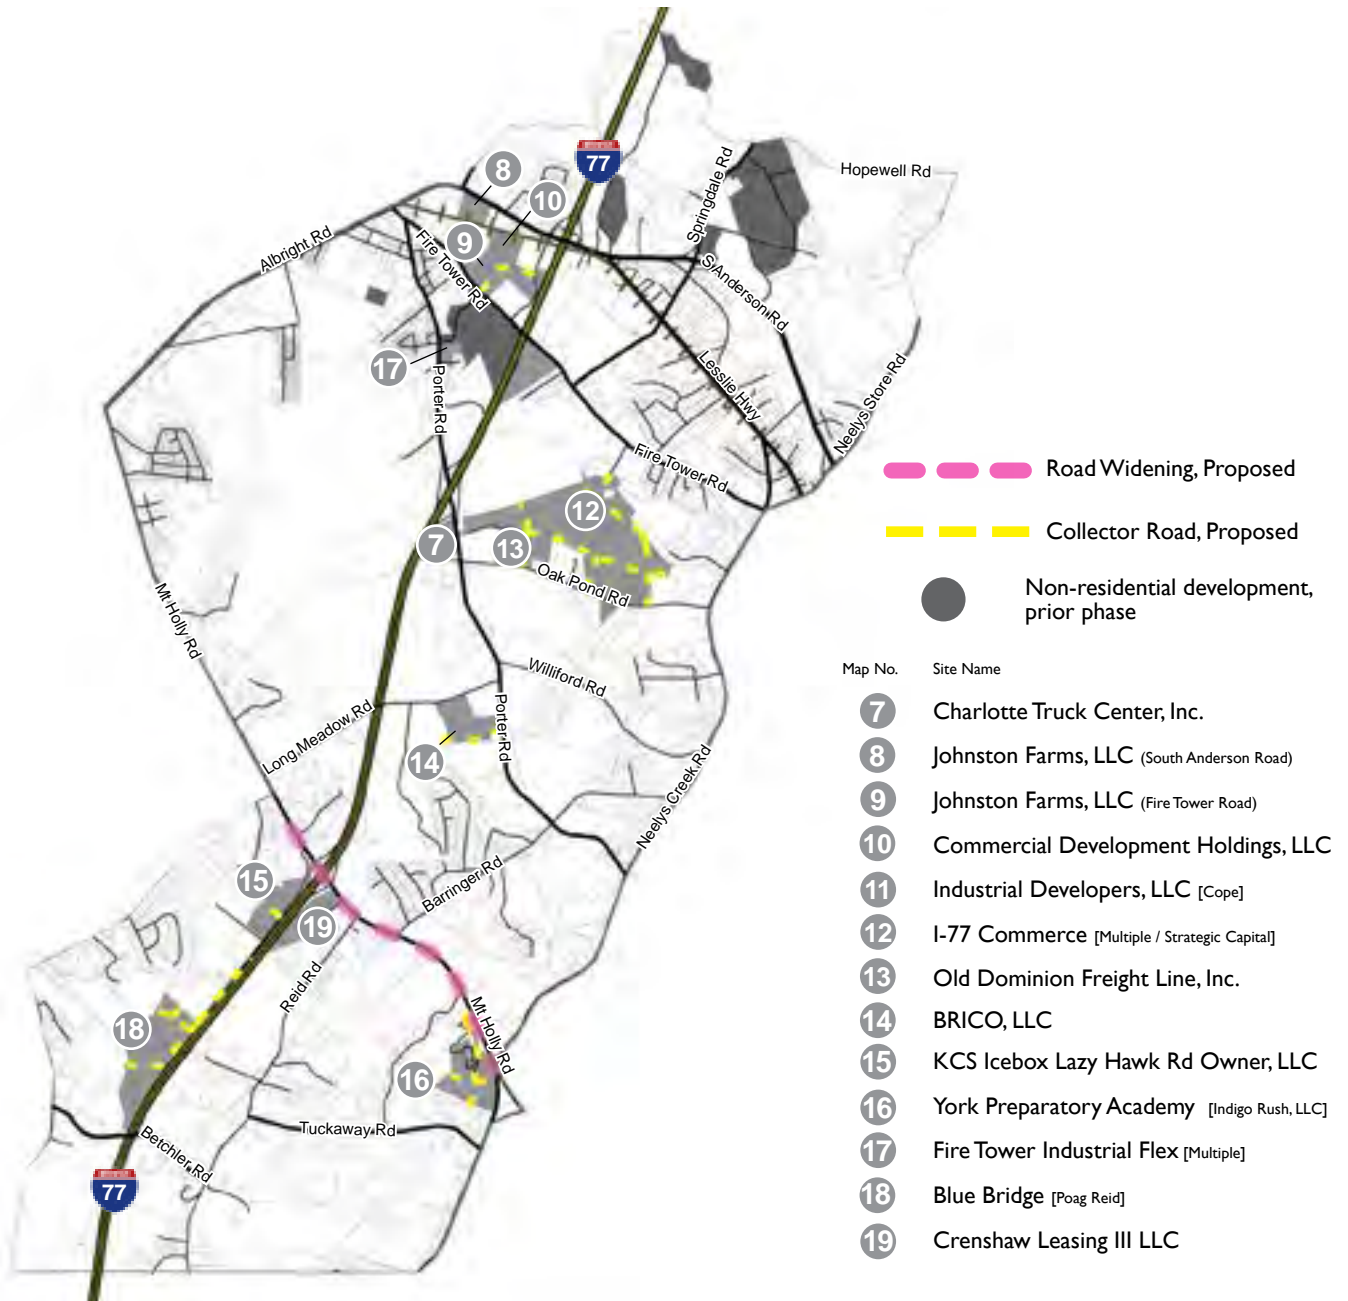 77
8
10
Hopewell Rd
Springdale Rd
9
Albright Rd
Fire Tower Rd
S Anderson Rd
17
Porter Rd
Lesslie Hwy
Neelys Store Rd
Fire Tower Rd
12
7
13
Oak Pond Rd
Mt Holly Rd
Williford Rd
Long Meadow Rd
Porter Rd
14
Neelys Creek Rd
15
Barringer Rd
19
Reid Rd
18
Mt Holly Rd
16
Tuckaway Rd
Betchler Rd
77
Road Widening, Proposed
Collector Road, Proposed
Non-residential development,
prior phase
Map No. Site Name
7 Charlotte Truck Center, Inc.
8 Johnston Farms, LLC (South Anderson Road)
9 Johnston Farms, LLC (Fire Tower Road)
10 Commercial Development Holdings, LLC
11 Industrial Developers, LLC [Cope]
12 I-77 Commerce [Multiple / Strategic Capital]
13 Old Dominion Freight Line, Inc.
14 BRICO, LLC
15 KCS Icebox Lazy Hawk Rd Owner, LLC
16 York Preparatory Academy [Indigo Rush, LLC]
17 Fire Tower Industrial Flex [Multiple]
18 Blue Bridge [Poag Reid]
19 Crenshaw Leasing III LLC